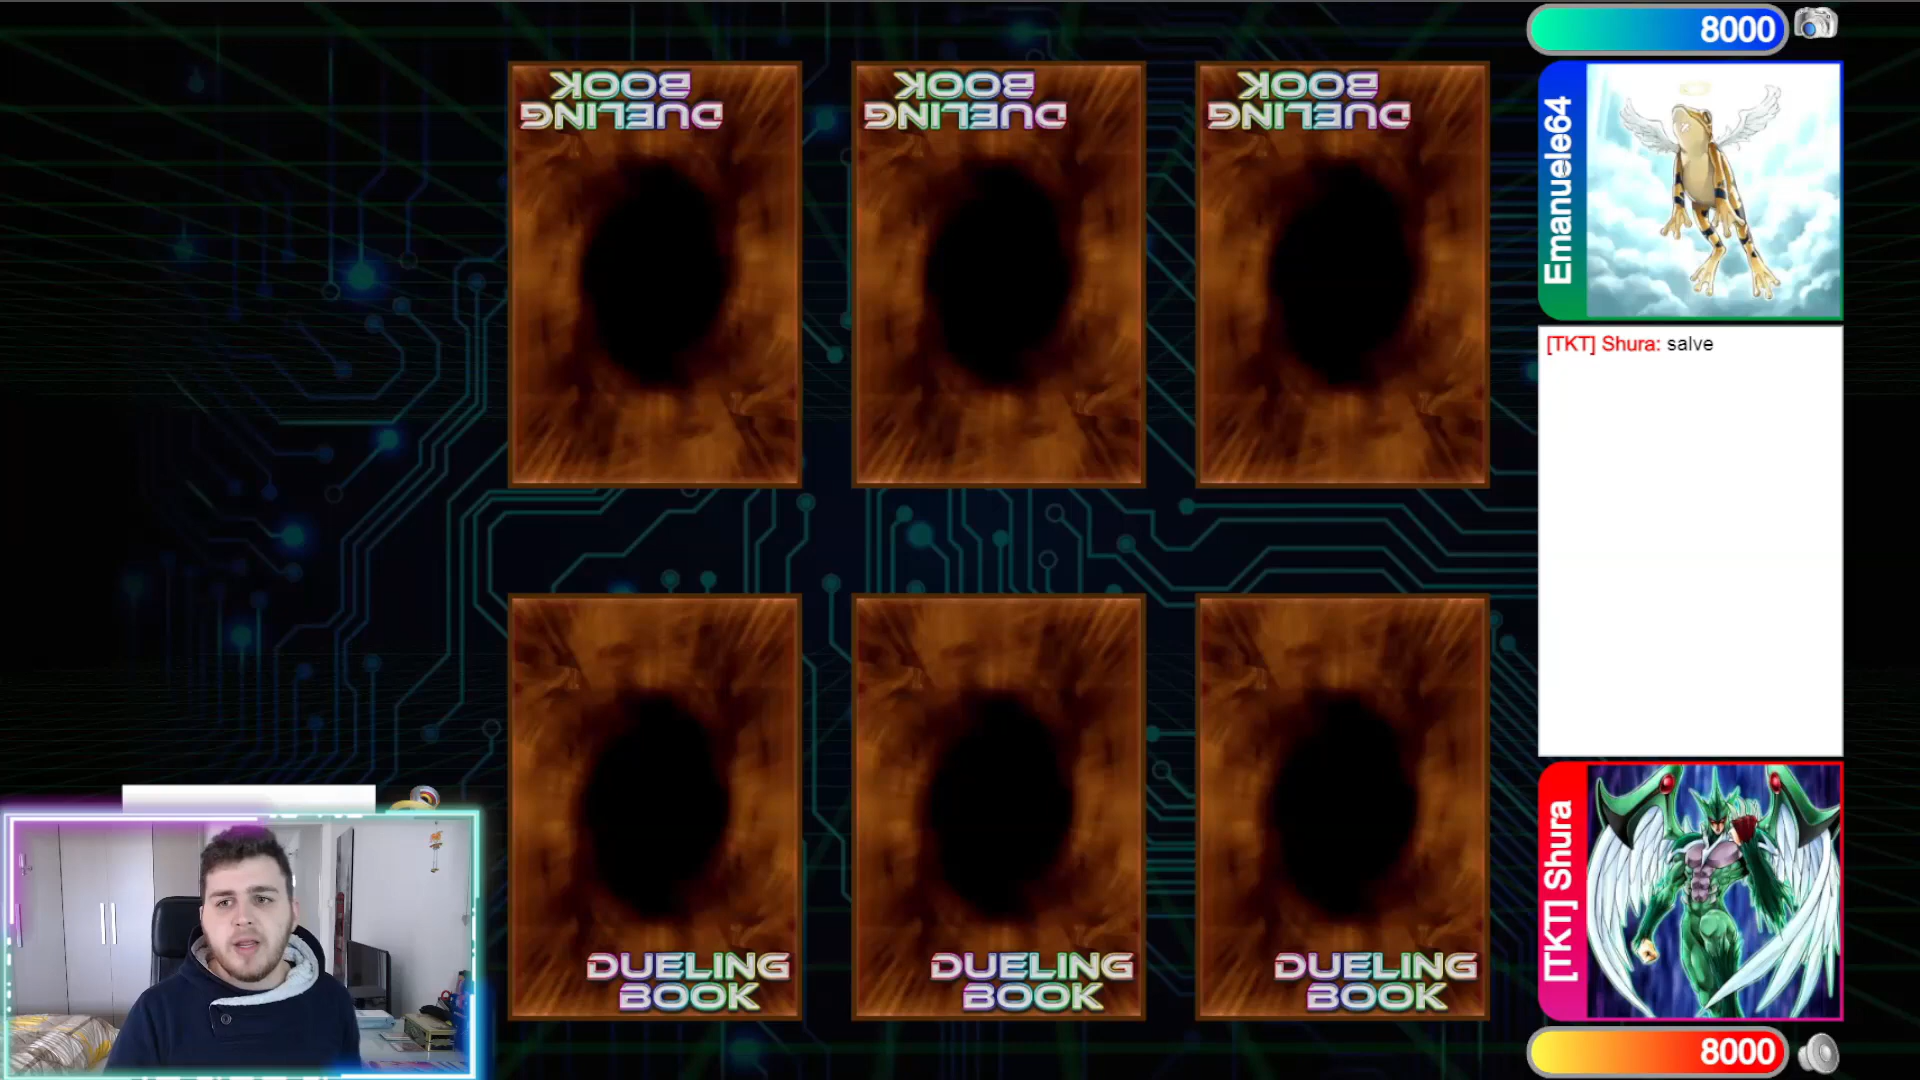 8000
DUELING
BOOK
DUELING
BOOK
DUELING
BOOK
Emanuele64
[TKT] Shura: salve
DUELING
BOOK
DUELING
BOOK
DUELING
BOOK
[TKT] Shura
8000